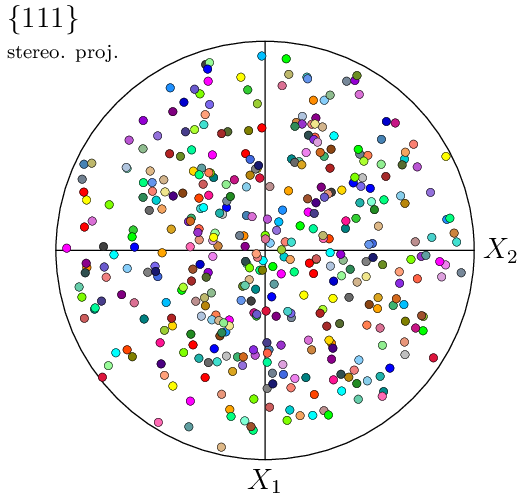 {111}
stereo. proj.
X₂
X₁